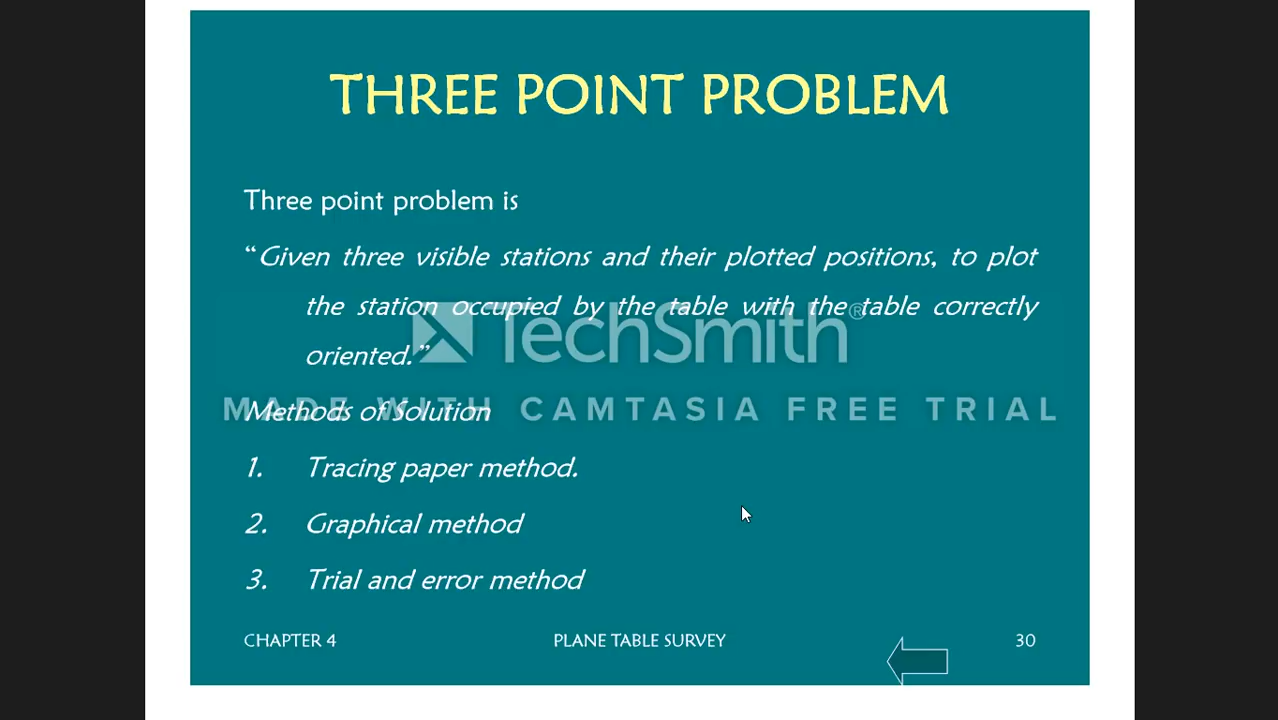 THREE POINT PROBLEM
Three point problem is
“Given three visible stations and their plotted positions, to plot
the station occupied by the table with the table correctly
oriented.”
TechSmith®
MADE WITH CAMTASIA FREE TRIAL
Methods of Solution
1. Tracing paper method.
2. Graphical method
3. Trial and error method
CHAPTER 4 PLANE TABLE SURVEY 30